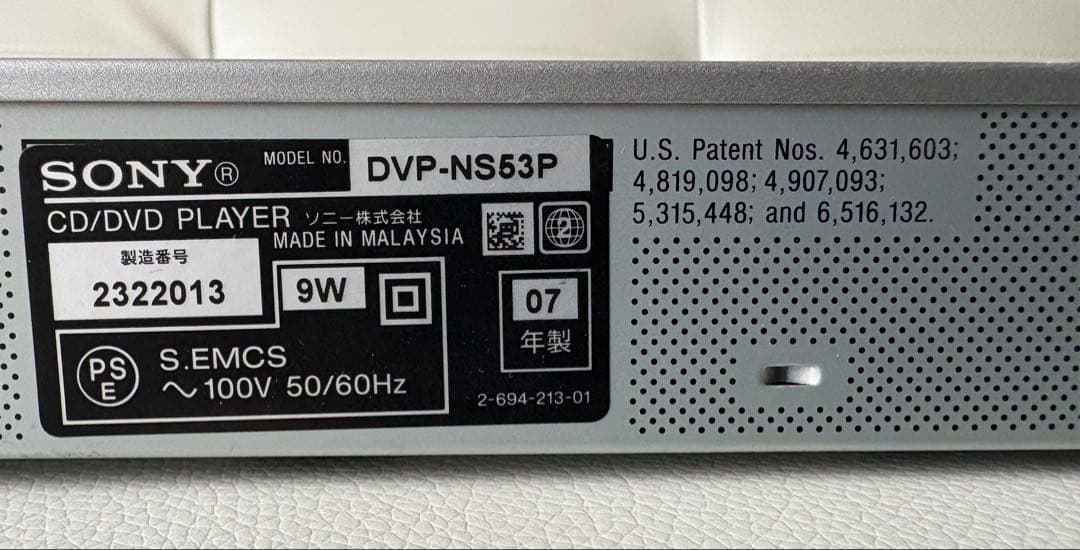 SONY® MODEL NO. DVP-NS53P
CD/DVD PLAYER ソニー株式会社
MADE IN MALAYSIA
2
製造番号
2322013
9W
07
年製
PSE
S.EMCS
～100V 50/60Hz
2-694-213-01
U.S. Patent Nos. 4,631,603;
4,819,098; 4,907,093;
5,315,448; and 6,516,132.